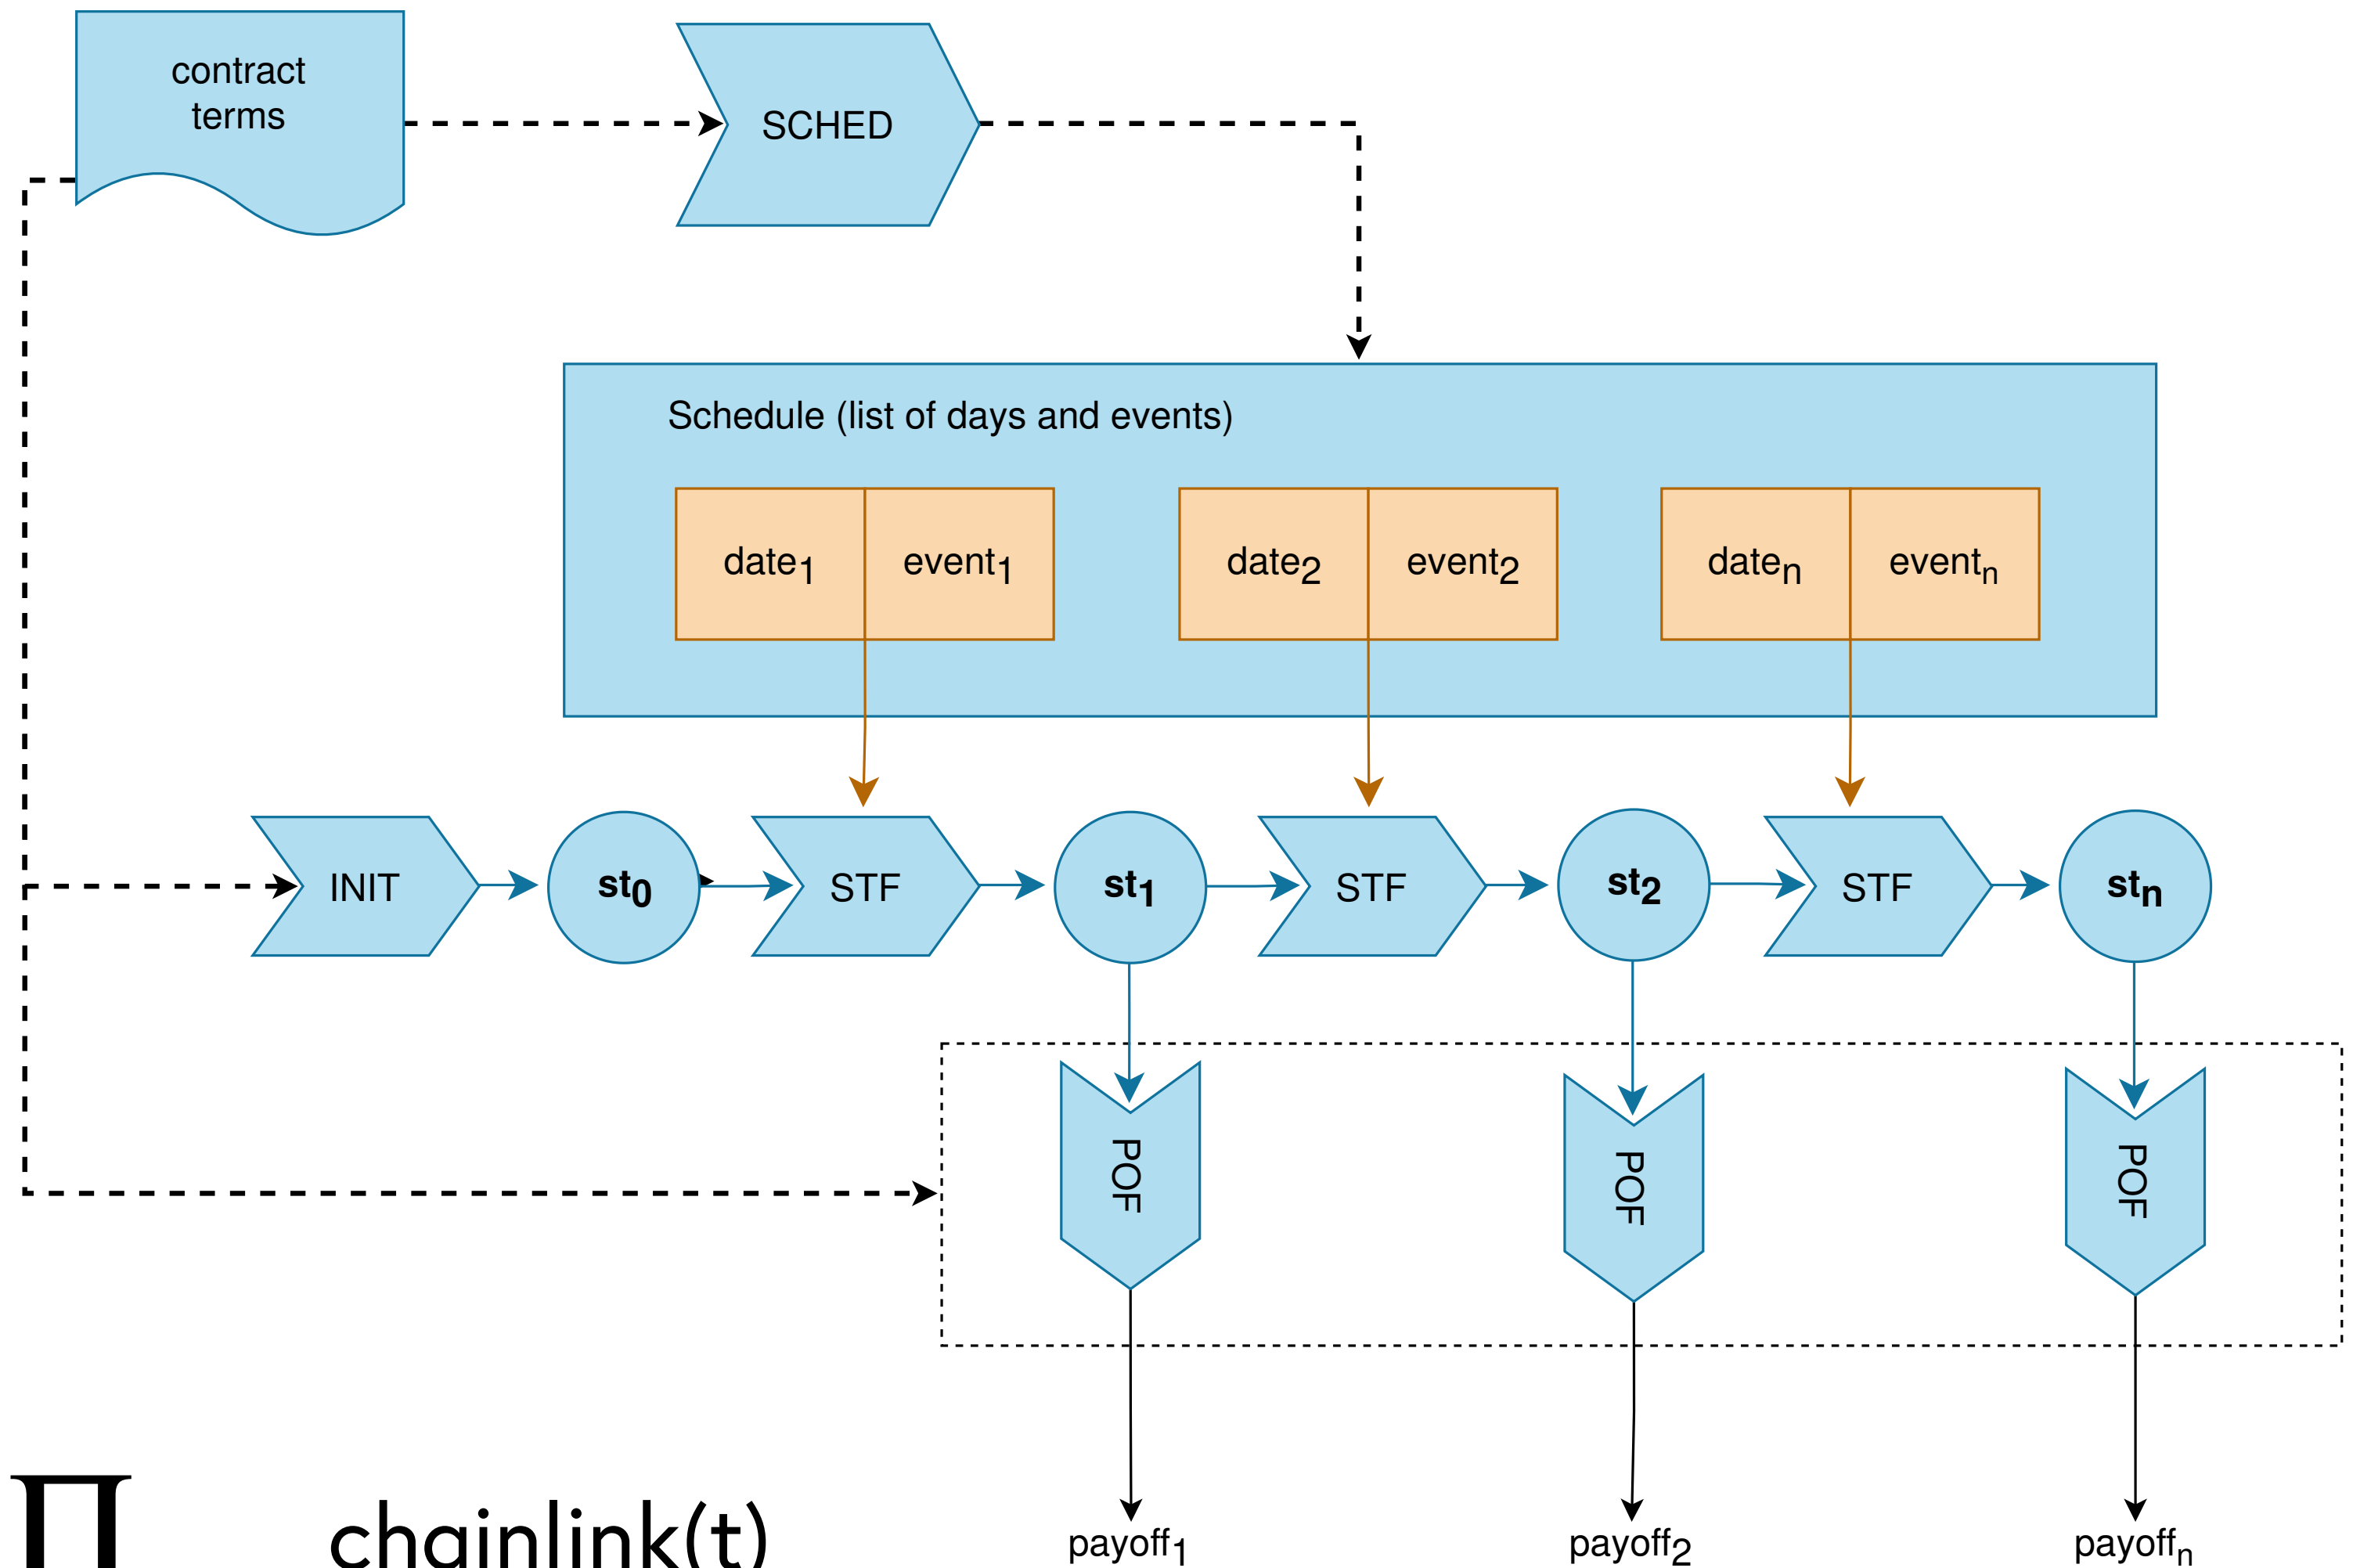 contract
terms
SCHED
Schedule (list of days and events)
date1 event1
date2 event2
daten eventn
INIT
st0
STF
st1
STF
st2
STF
stn
POF
POF
POF
∏
chainlink(t)
payoff1
payoff2
payoffn